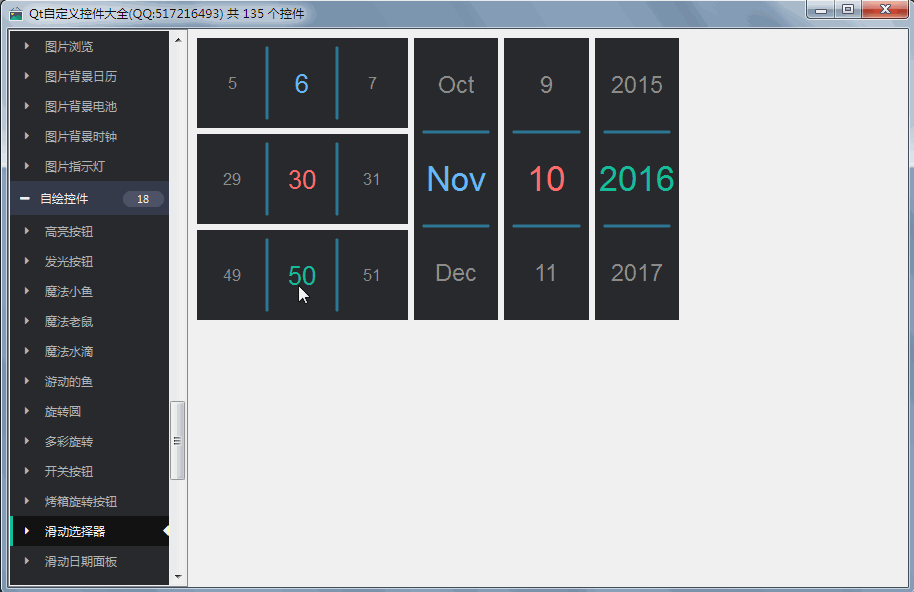 Qt自定义控件大全(QQ:517216493) 共 135 个控件
图片浏览
图片背景日历
图片背景电池
图片背景时钟
图片指示灯
自绘控件 18
高亮按钮
发光按钮
魔法小鱼
魔法老鼠
魔法水滴
游动的鱼
旋转圆
多彩旋转
开关按钮
烤箱旋转按钮
滑动选择器
滑动日期面板
5 6 7
29 30 31
49 50 51
Oct 9 2015
Nov 10 2016
Dec 11 2017